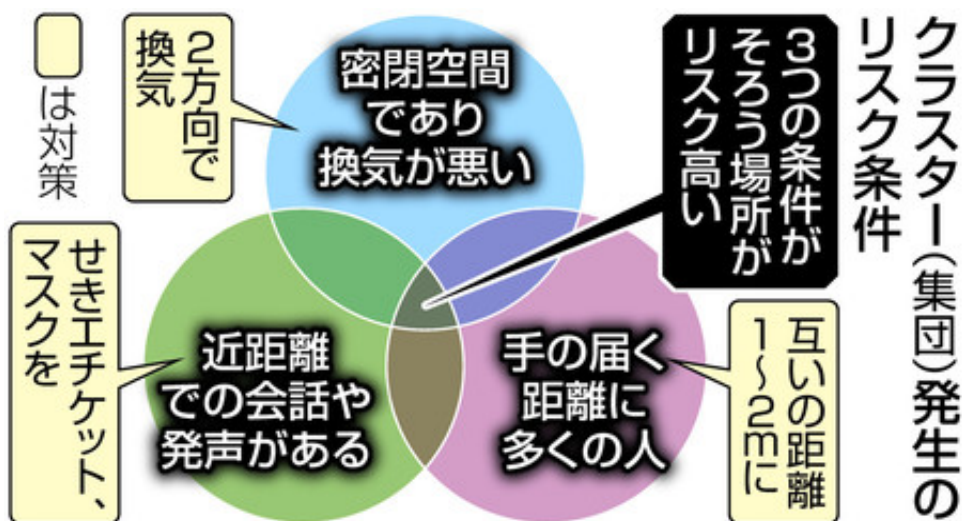 クラスター(集団)発生の
リスク条件
3つの条件が
そろう場所が
リスク高い
密閉空間
であり
換気が悪い
2方向で
換気
は対策
近距離
での会話や
発声がある
せきエチケット、
マスクを
手の届く
距離に
多くの人
互いの距離
1〜2mに